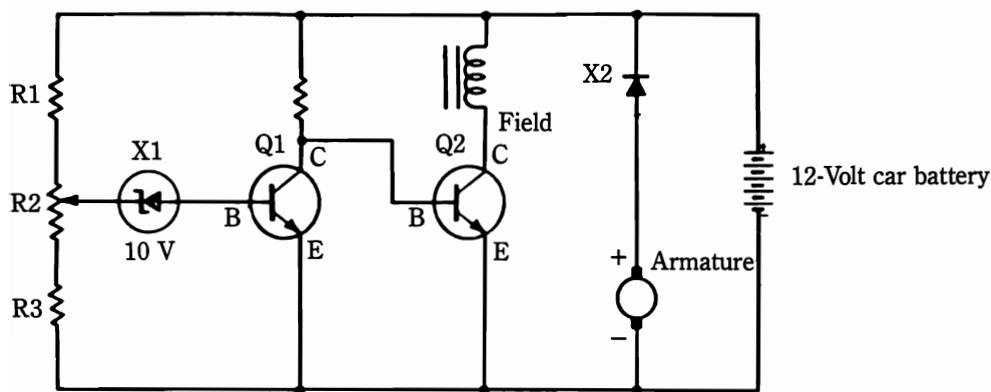 R1
R2
R3
X1
10 V
Q1
C
B
E
Field
Q2
C
B
E
X2
+
Armature
−
12-Volt car battery